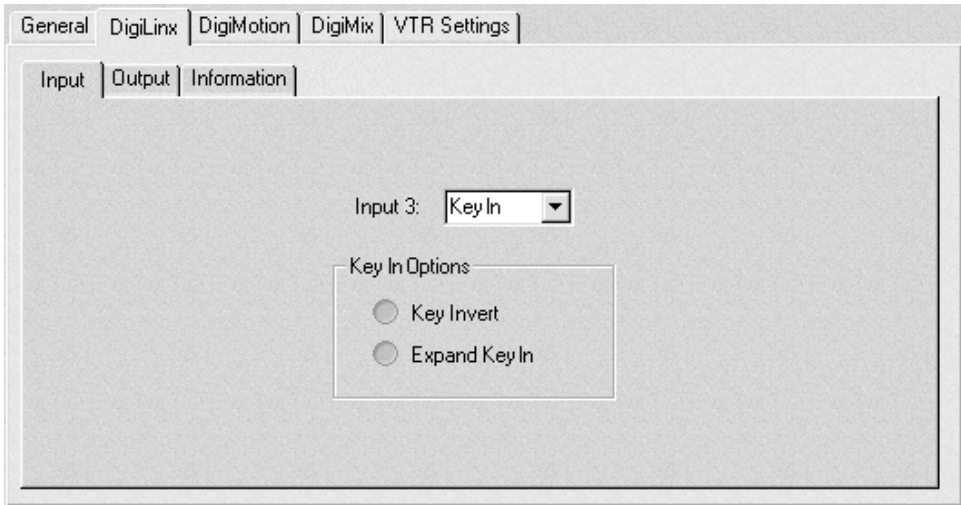 General DigiLinx DigiMotion DigiMix VTR Settings
Input Output Information
Input 3: Key In
Key In Options
Key Invert
Expand Key In